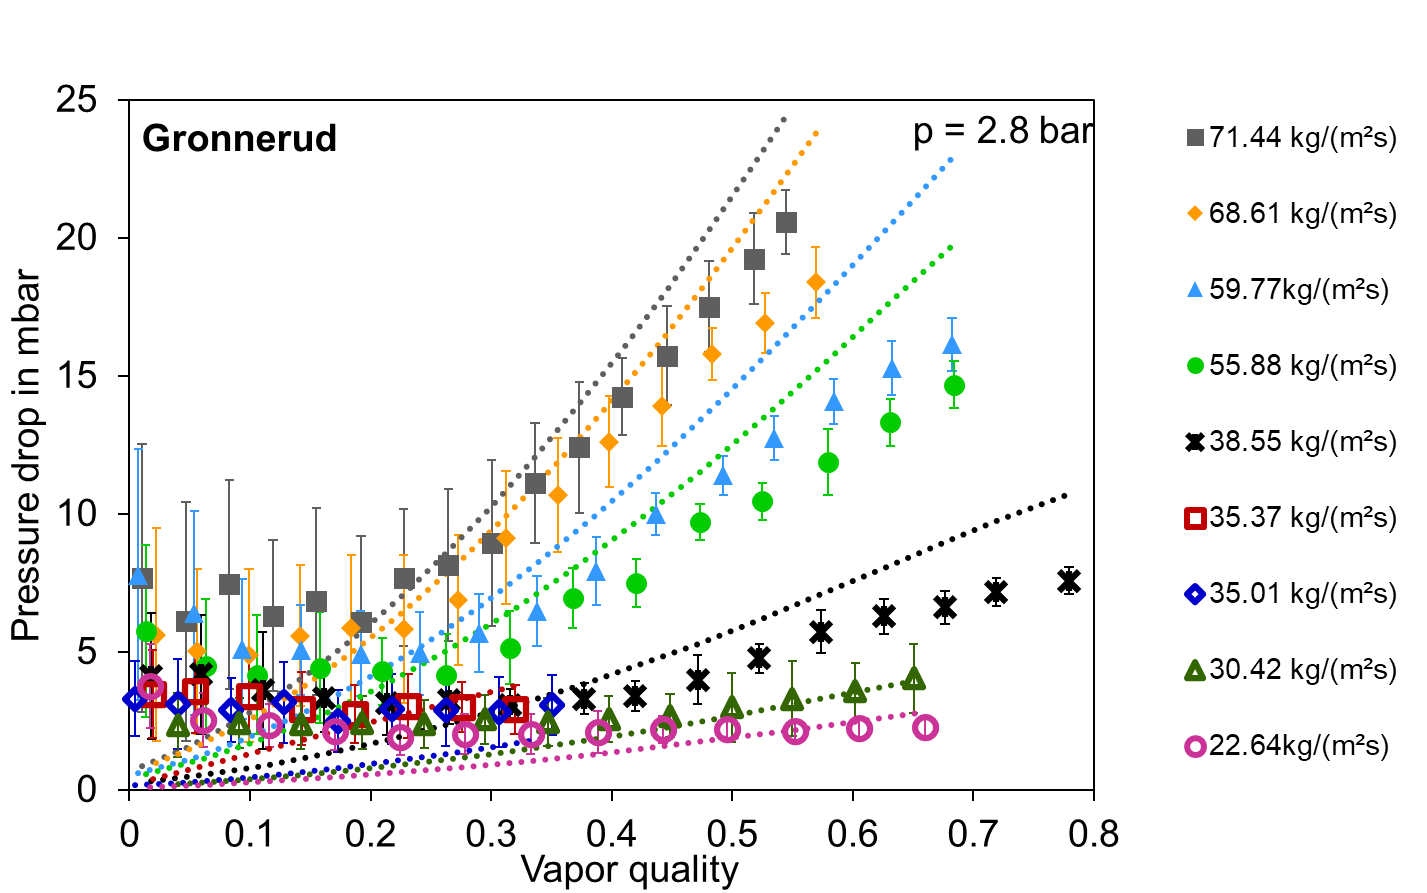 Gronnerud
p = 2.8 bar
Pressure drop in mbar
25
20
15
10
5
0
0 0.1 0.2 0.3 0.4 0.5 0.6 0.7 0.8
Vapor quality
71.44 kg/(m²s)
68.61 kg/(m²s)
59.77kg/(m²s)
55.88 kg/(m²s)
38.55 kg/(m²s)
35.37 kg/(m²s)
35.01 kg/(m²s)
30.42 kg/(m²s)
22.64kg/(m²s)